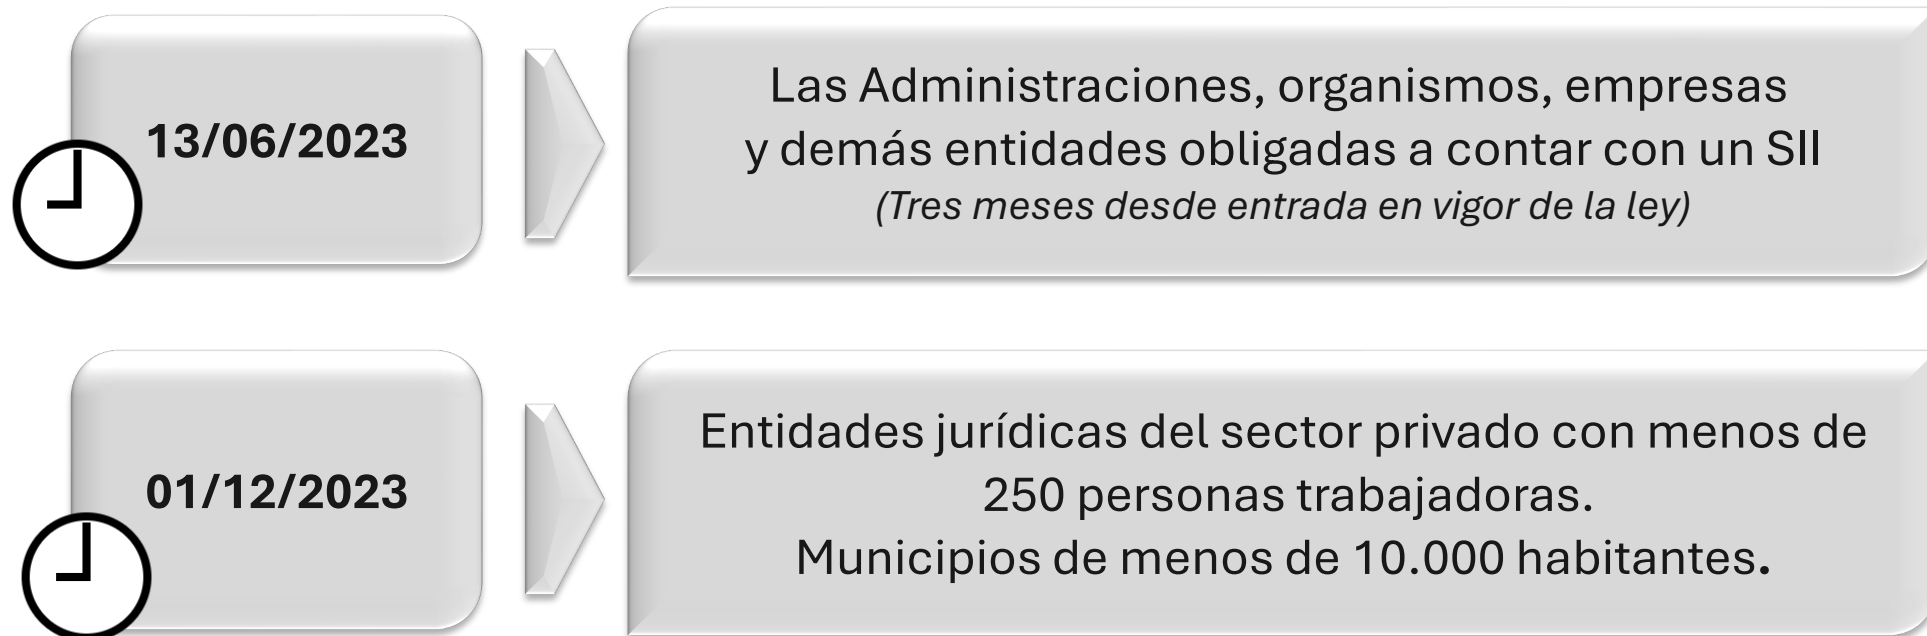 13/06/2023
Las Administraciones, organismos, empresas
y demás entidades obligadas a contar con un SII
(Tres meses desde entrada en vigor de la ley)
01/12/2023
Entidades jurídicas del sector privado con menos de
250 personas trabajadoras.
Municipios de menos de 10.000 habitantes.